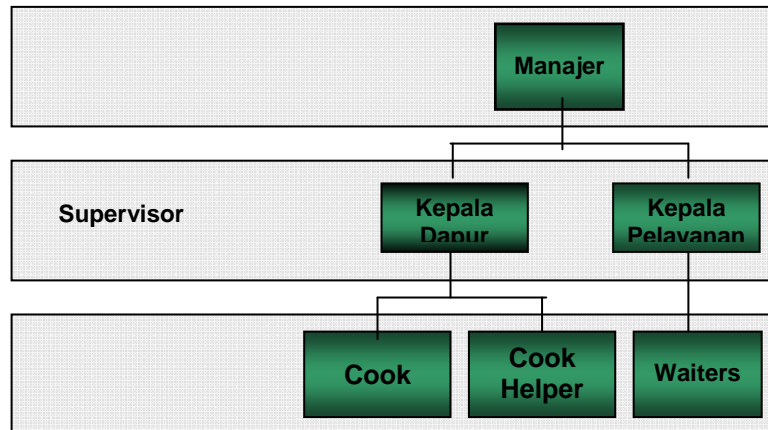 Manajer
Supervisor
Kepala
Dapur
Kepala
Pelayanan
Cook
Cook
Helper
Waiters